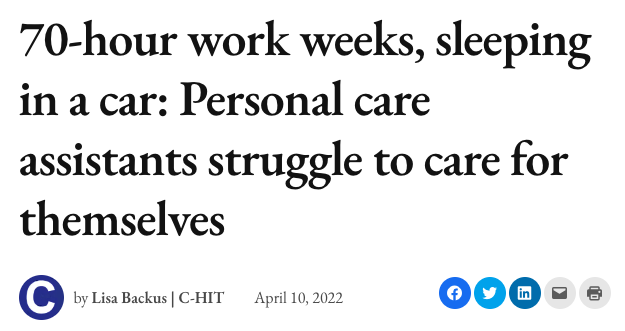 70-hour work weeks, sleeping
in a car: Personal care
assistants struggle to care for
themselves
C by Lisa Backus | C-HIT April 10, 2022